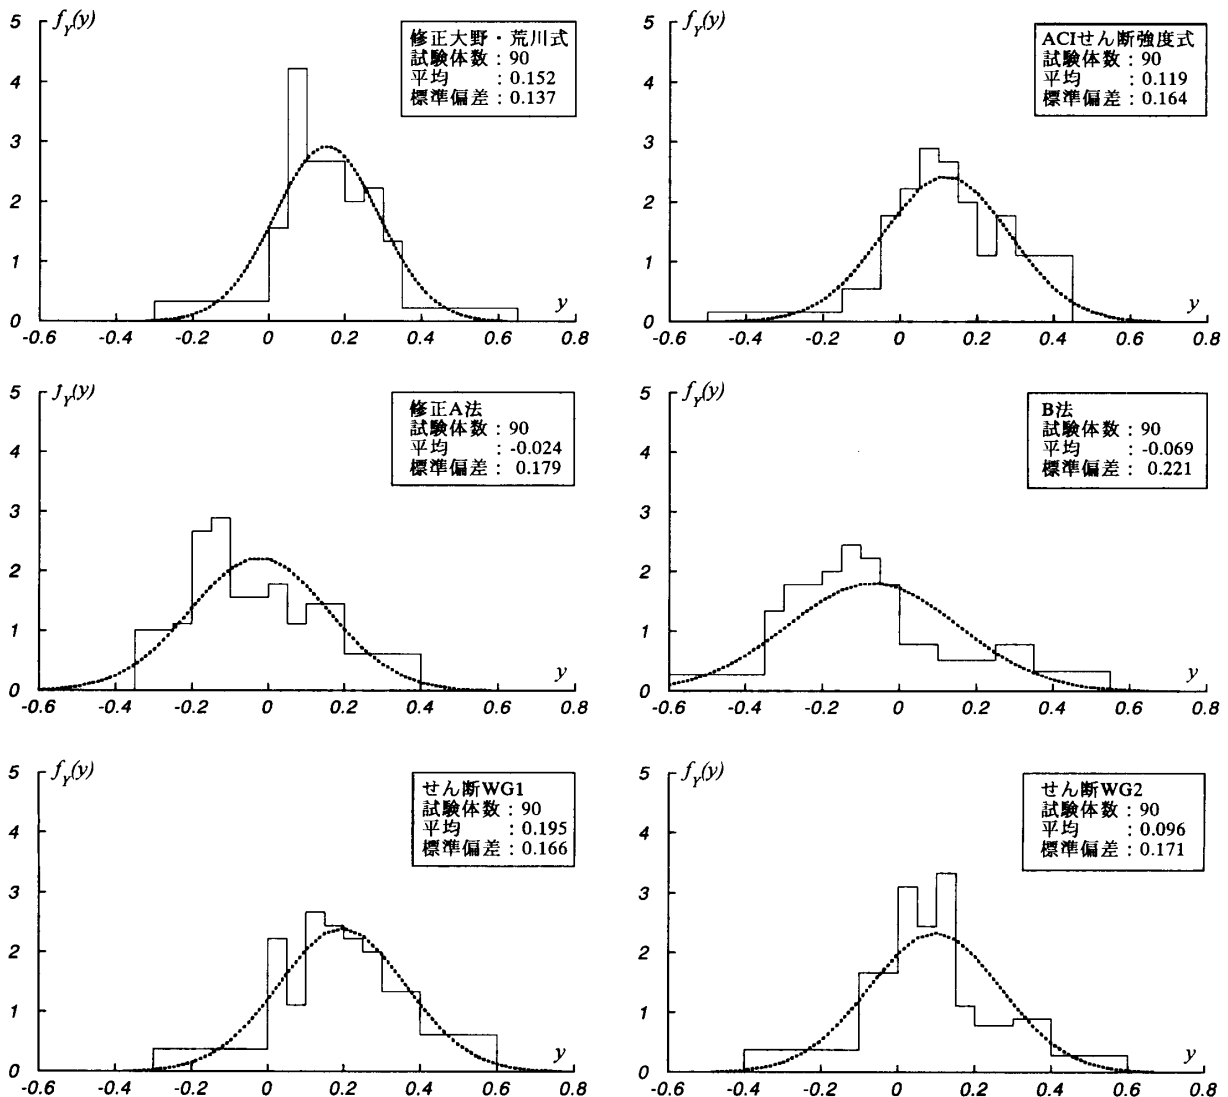 f_Y(y)
5
4
3
2
1
0
-0.6
-0.4
-0.2
0
0.2
0.4
0.6
0.8
y
修正大野・荒川式
試験体数：90
平均　　：0.152
標準偏差：0.137
f_Y(y)
5
4
3
2
1
0
-0.6
-0.4
-0.2
0
0.2
0.4
0.6
0.8
y
ACIせん断強度式
試験体数：90
平均　　：0.119
標準偏差：0.164
f_Y(y)
5
4
3
2
1
0
-0.6
-0.4
-0.2
0
0.2
0.4
0.6
0.8
y
修正A法
試験体数：90
平均　　：-0.024
標準偏差： 0.179
f_Y(y)
5
4
3
2
1
0
-0.6
-0.4
-0.2
0
0.2
0.4
0.6
0.8
y
B法
試験体数：90
平均　　：-0.069
標準偏差： 0.221
f_Y(y)
5
4
3
2
1
0
-0.6
-0.4
-0.2
0
0.2
0.4
0.6
0.8
y
せん断WG1
試験体数：90
平均　　：0.195
標準偏差：0.166
f_Y(y)
5
4
3
2
1
0
-0.6
-0.4
-0.2
0
0.2
0.4
0.6
0.8
y
せん断WG2
試験体数：90
平均　　：0.096
標準偏差：0.171